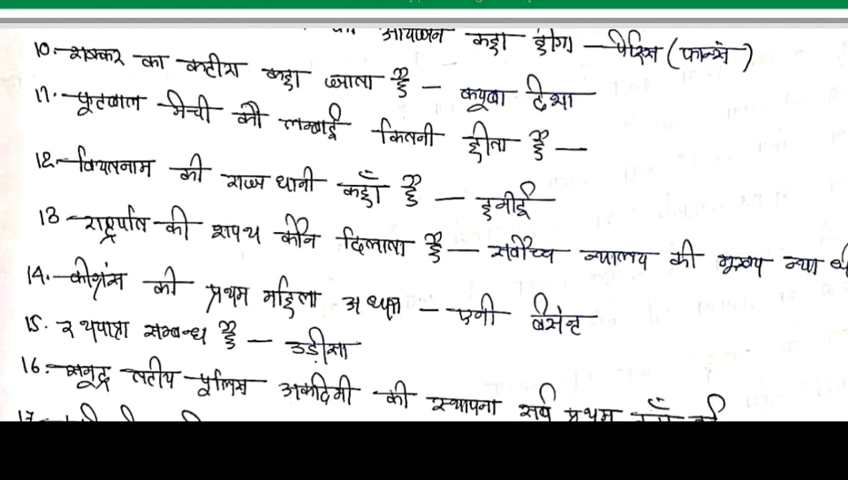 आयोजन कहा होगा — पेरिस (फ्रान्स)
10.- शक्कर का कटोरा कहा जाता है — क्यूबा देश
11.- फूटबाल मैची की लम्बाई कितनी होता है —
12.- वियतनाम की राजधानी कहाँ है — हनोई
13 - राष्ट्रपति की शपथ कौन दिलाता है — सर्वोच्च न्यालय की मुख्य न्या
14.- कोंग्रेस की प्रथम महिला अध्यक्ष — एनी बेसेन्ट
15. रथयात्रा सम्बन्ध है — उड़ीसा
16.- समुद्र तटीय पूलिस अकादिमी की स्थापना सर्व प्रथम
17.